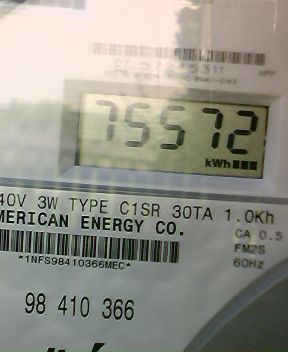 75572
kWh
40V 3W TYPE C1SR 30TA 1.0Kh
MERICAN ENERGY CO.
CA 0.5
FM2S
*1NFS98410366MEC*
60Hz
98 410 366